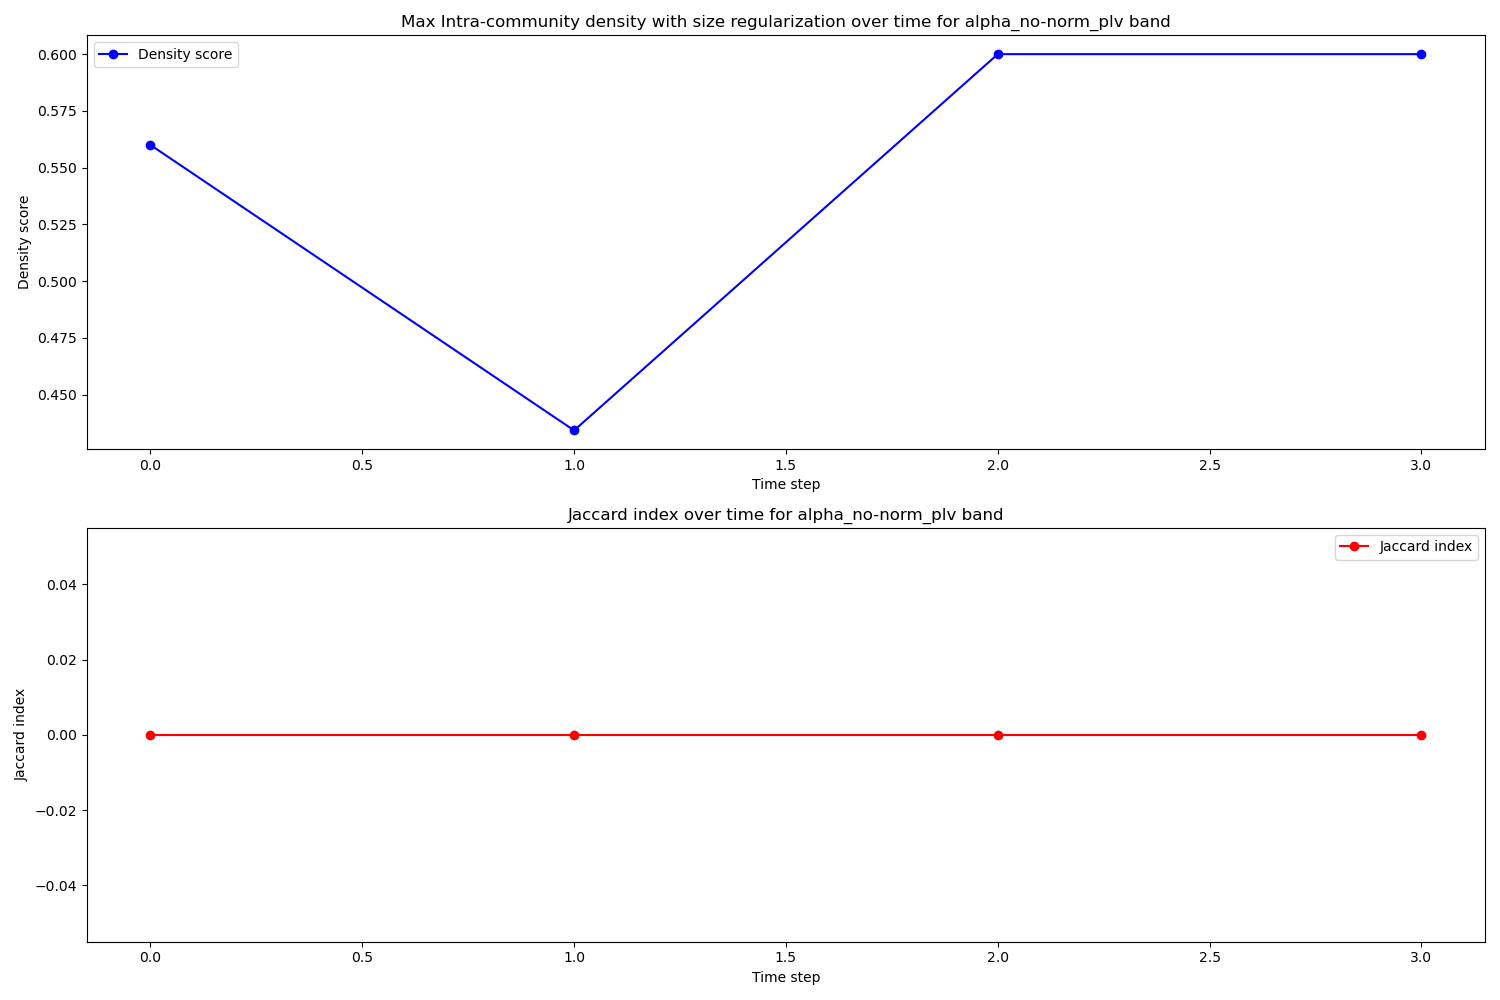 Max Intra-community density with size regularization over time for alpha_no-norm_plv band
Density score
0.600
0.575
0.550
0.525
0.500
0.475
0.450
Density score
0.0 0.5 1.0 1.5 2.0 2.5 3.0
Time step
Jaccard index over time for alpha_no-norm_plv band
Jaccard index
0.04
0.02
0.00
−0.02
−0.04
Jaccard index
0.0 0.5 1.0 1.5 2.0 2.5 3.0
Time step